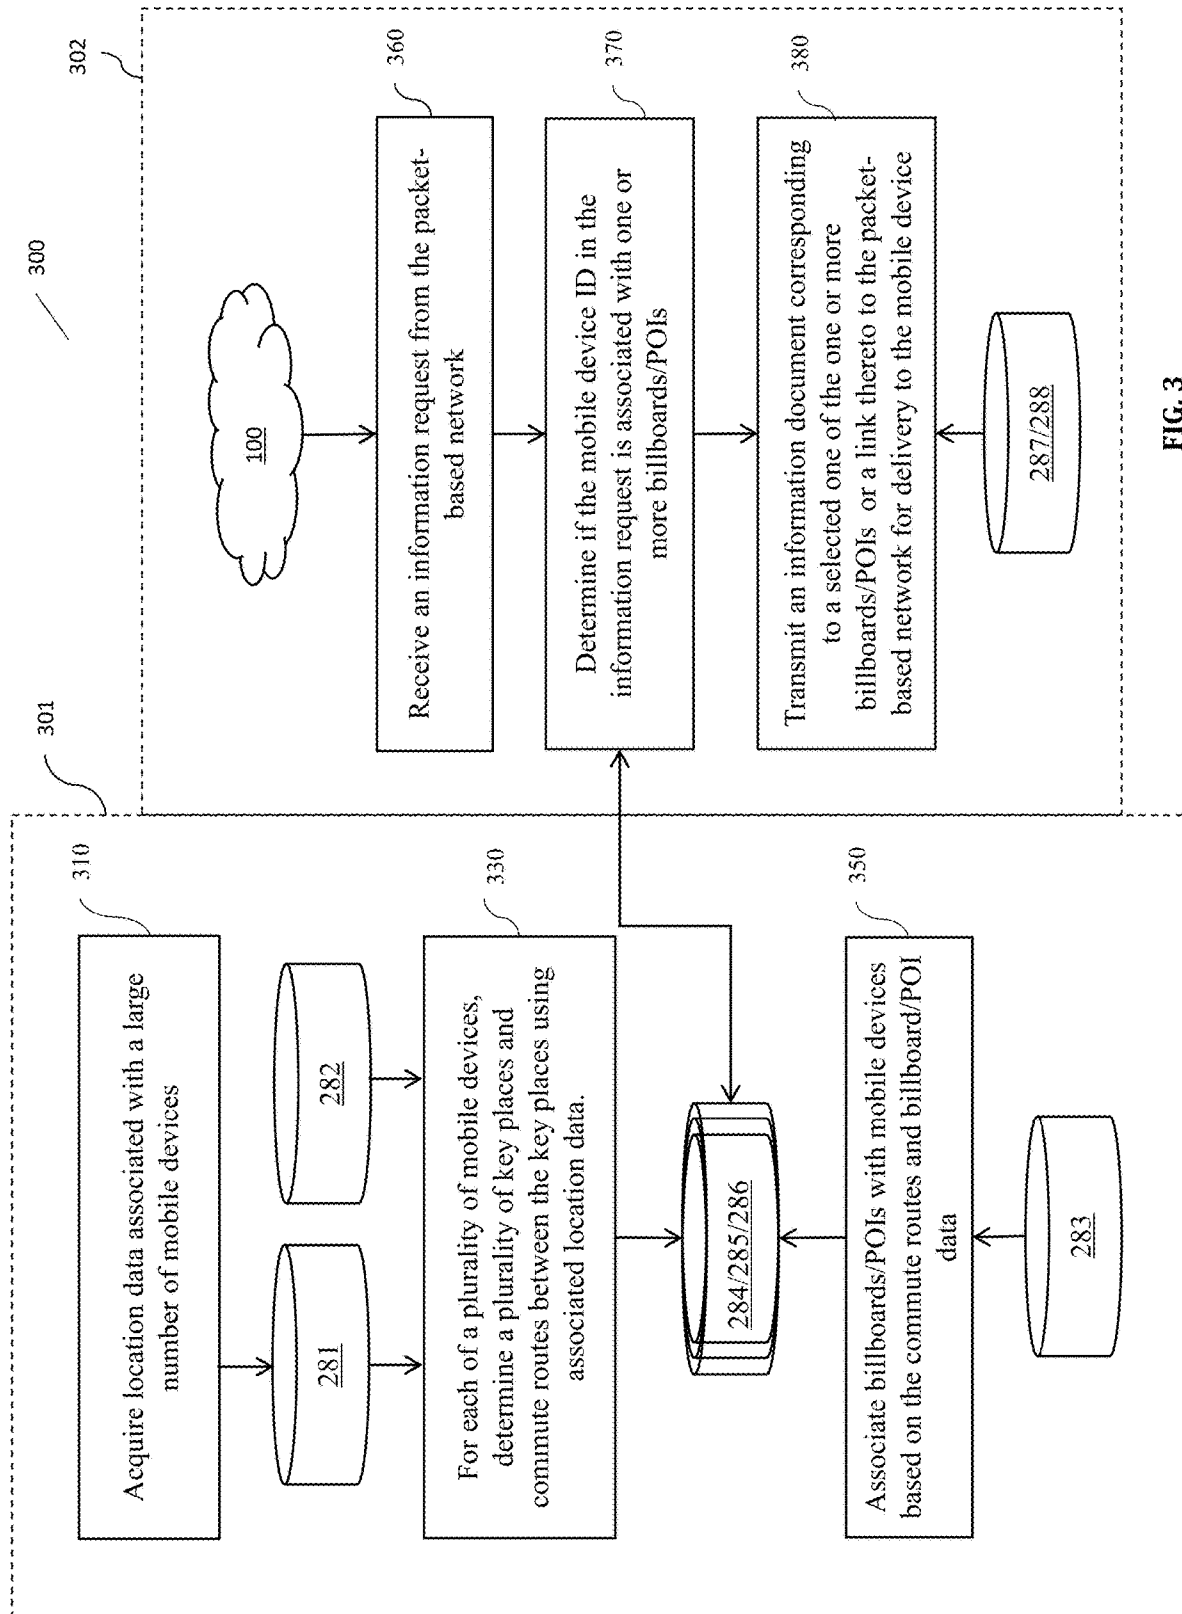 300
301
310
Acquire location data associated with a large
number of mobile devices
281
282
330
For each of a plurality of mobile devices,
determine a plurality of key places and
commute routes between the key places using
associated location data.
284/285/286
350
Associate billboards/POIs with mobile devices
based on the commute routes and billboard/POI
data
283
302
100
360
Receive an information request from the packet-
based network
370
Determine if the mobile device ID in the
information request is associated with one or
more billboards/POIs
380
Transmit an information document corresponding
to a selected one of the one or more
billboards/POIs or a link thereto to the packet-
based network for delivery to the mobile device
287/288
FIG. 3